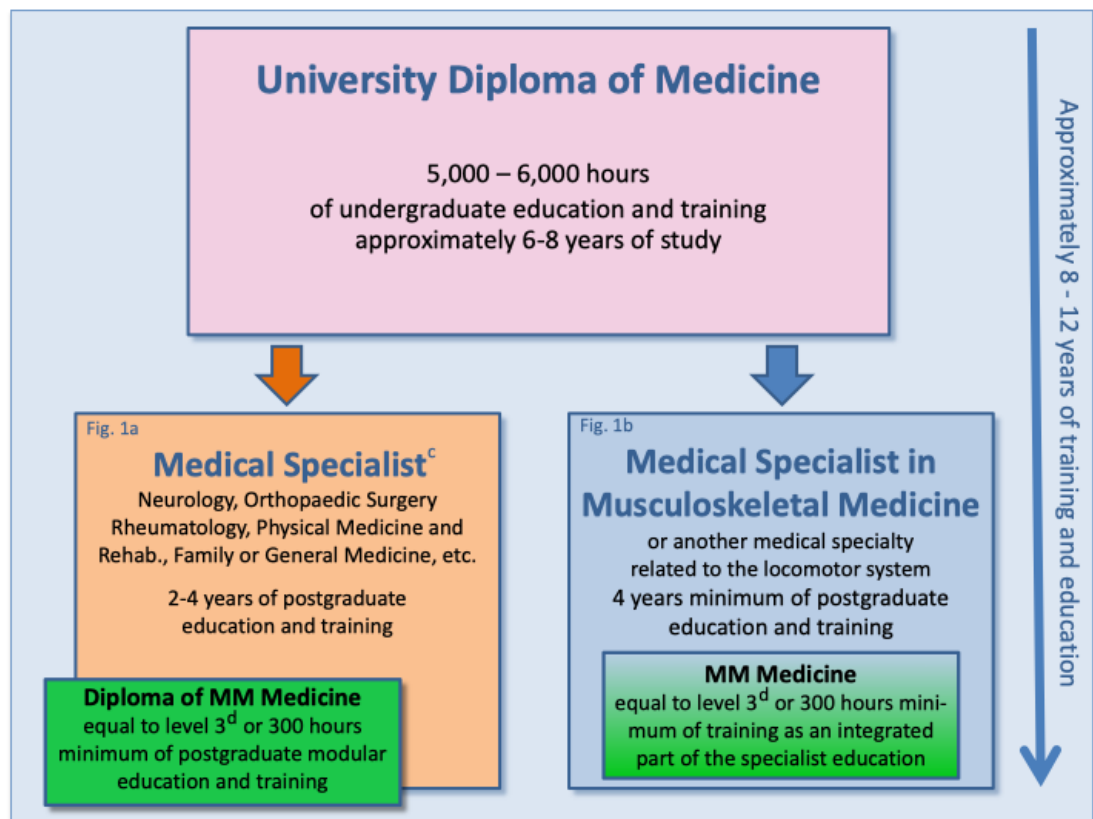 University Diploma of Medicine
5,000 – 6,000 hours
of undergraduate education and training
approximately 6-8 years of study
Approximately 8 - 12 years of training and education
Fig. 1a
Medical Specialistᶜ
Neurology, Orthopaedic Surgery
Rheumatology, Physical Medicine and
Rehab., Family or General Medicine, etc.
2-4 years of postgraduate
education and training
Diploma of MM Medicine
equal to level 3ᵈ or 300 hours
minimum of postgraduate modular
education and training
Fig. 1b
Medical Specialist in
Musculoskeletal Medicine
or another medical specialty
related to the locomotor system
4 years minimum of postgraduate
education and training
MM Medicine
equal to level 3ᵈ or 300 hours mini-
mum of training as an integrated
part of the specialist education